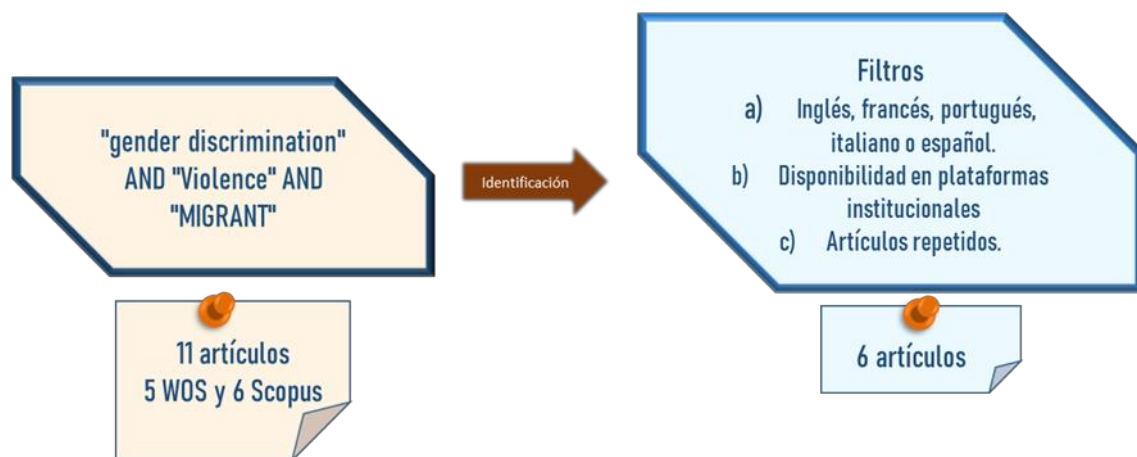 "gender discrimination"
AND "Violence" AND
"MIGRANT"
11 artículos
5 WOS y 6 Scopus
Identificación
Filtros
a) Inglés, francés, portugués,
italiano o español.
b) Disponibilidad en plataformas
institucionales
c) Artículos repetidos.
6 artículos